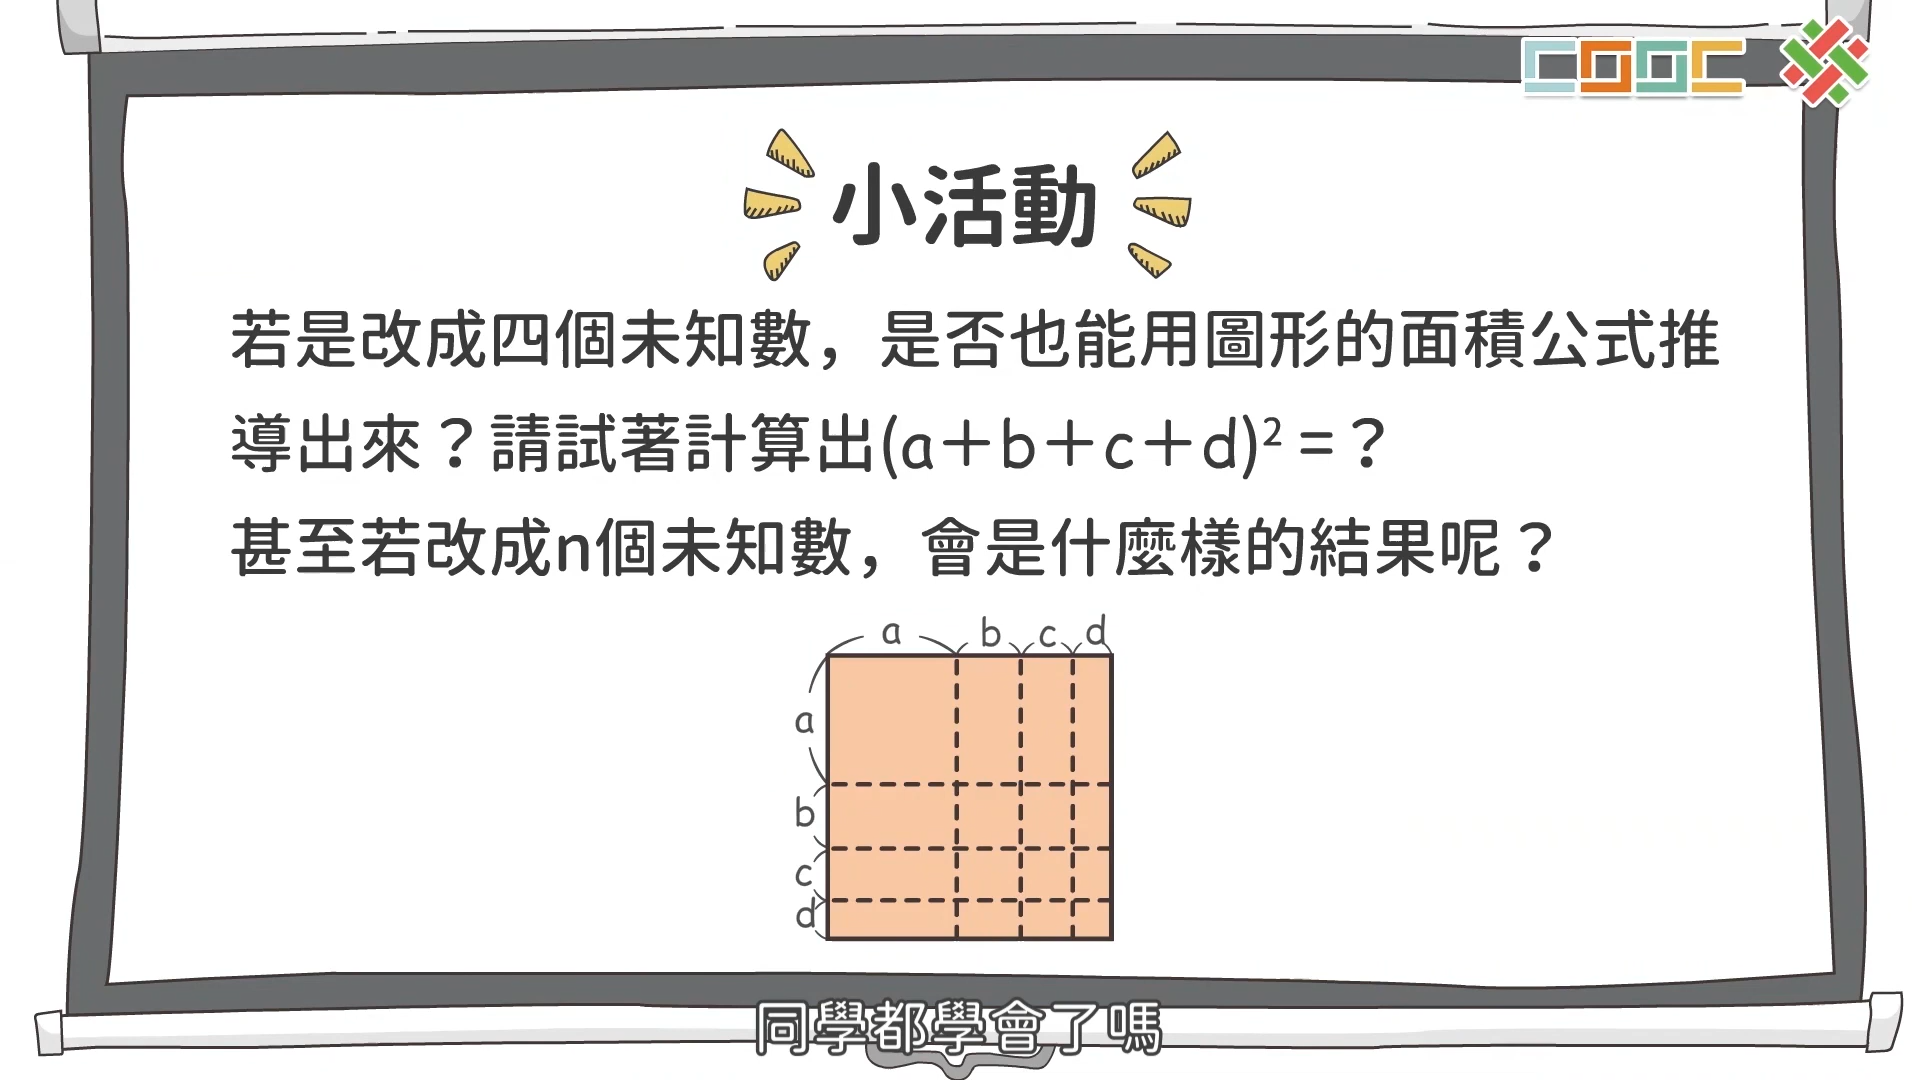 COOC
小活動
若是改成四個未知數，是否也能用圖形的面積公式推
導出來？請試著計算出(a＋b＋c＋d)² =？
甚至若改成n個未知數，會是什麼樣的結果呢？
a b c d
a
b
c
d
同學都學會了嗎